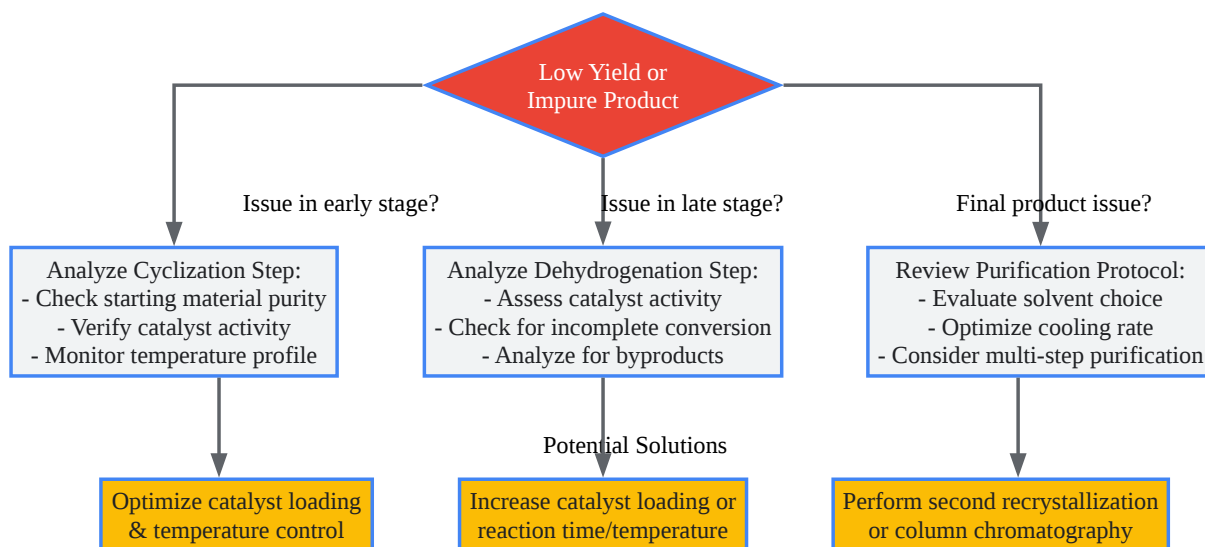 Low Yield or
Impure Product
Issue in early stage?
Issue in late stage?
Final product issue?
Analyze Cyclization Step:
- Check starting material purity
- Verify catalyst activity
- Monitor temperature profile
Analyze Dehydrogenation Step:
- Assess catalyst activity
- Check for incomplete conversion
- Analyze for byproducts
Review Purification Protocol:
- Evaluate solvent choice
- Optimize cooling rate
- Consider multi-step purification
Potential Solutions
Optimize catalyst loading
& temperature control
Increase catalyst loading or
reaction time/temperature
Perform second recrystallization
or column chromatography